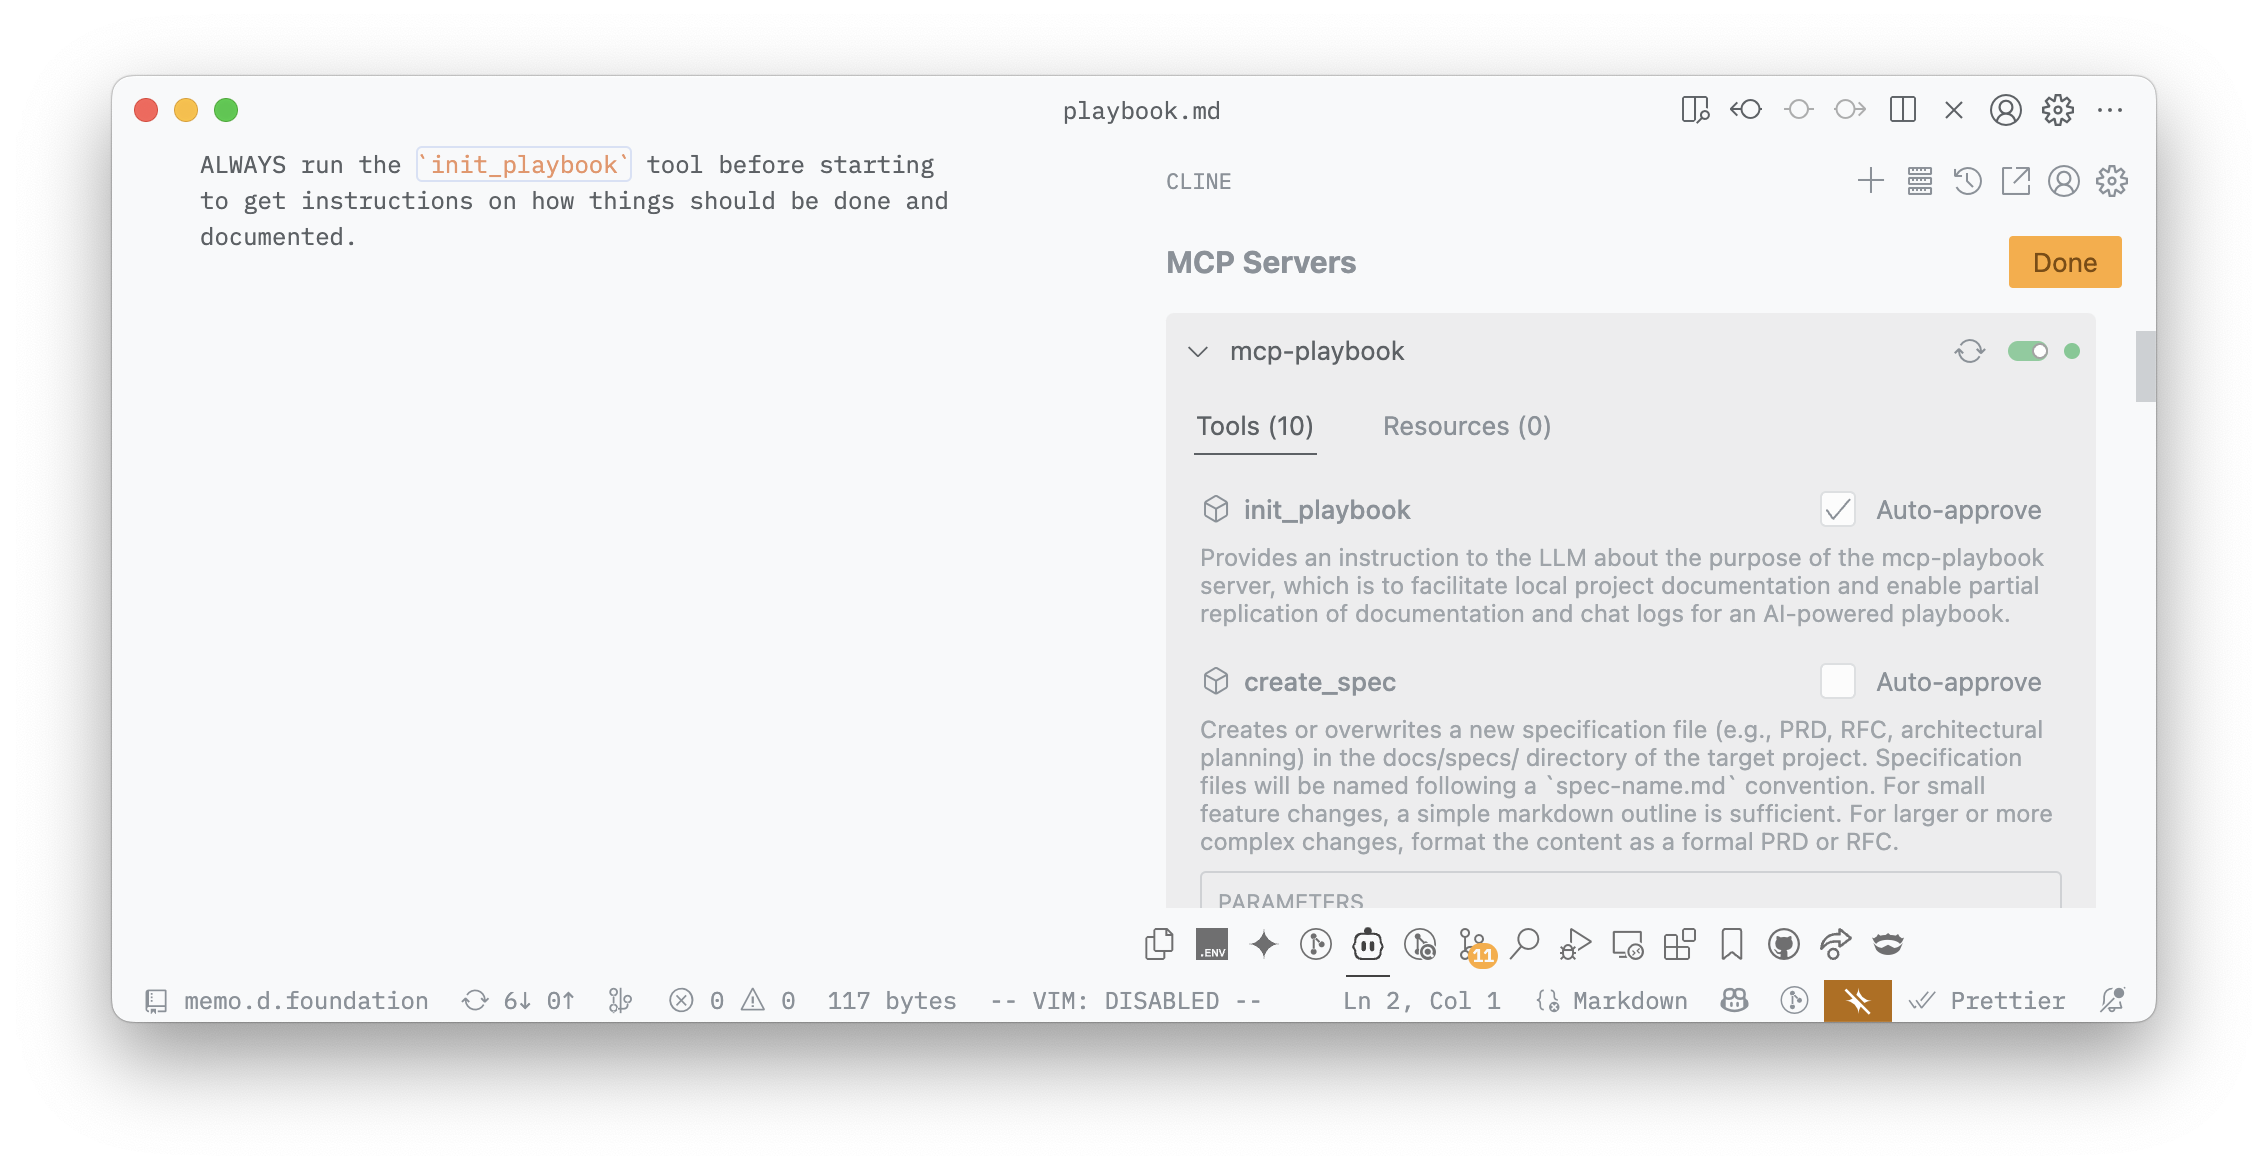 playbook.md
ALWAYS run the `init_playbook` tool before starting
to get instructions on how things should be done and
documented.
CLINE
MCP Servers
Done
mcp-playbook
Tools (10)
Resources (0)
init_playbook
Auto-approve
Provides an instruction to the LLM about the purpose of the mcp-playbook
server, which is to facilitate local project documentation and enable partial
replication of documentation and chat logs for an AI-powered playbook.
create_spec
Auto-approve
Creates or overwrites a new specification file (e.g., PRD, RFC, architectural
planning) in the docs/specs/ directory of the target project. Specification
files will be named following a `spec-name.md` convention. For small
feature changes, a simple markdown outline is sufficient. For larger or more
complex changes, format the content as a formal PRD or RFC.
PARAMETERS
.ENV
11
memo.d.foundation
6↓ 0↑
0
0
117 bytes
-- VIM: DISABLED --
Ln 2, Col 1
Markdown
Prettier